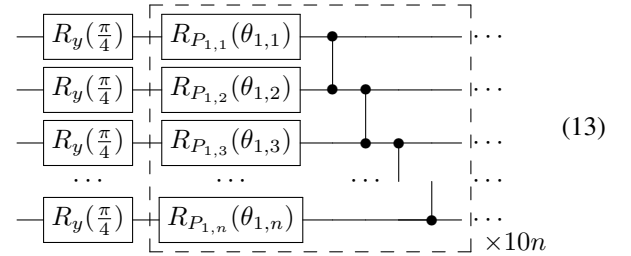 R_y(π/4) R_{P_{1,1}}(θ_{1,1}) ···
R_y(π/4) R_{P_{1,2}}(θ_{1,2}) ···
R_y(π/4) R_{P_{1,3}}(θ_{1,3}) ··· (13)
··· ··· ··· ···
R_y(π/4) R_{P_{1,n}}(θ_{1,n}) ···
×10n